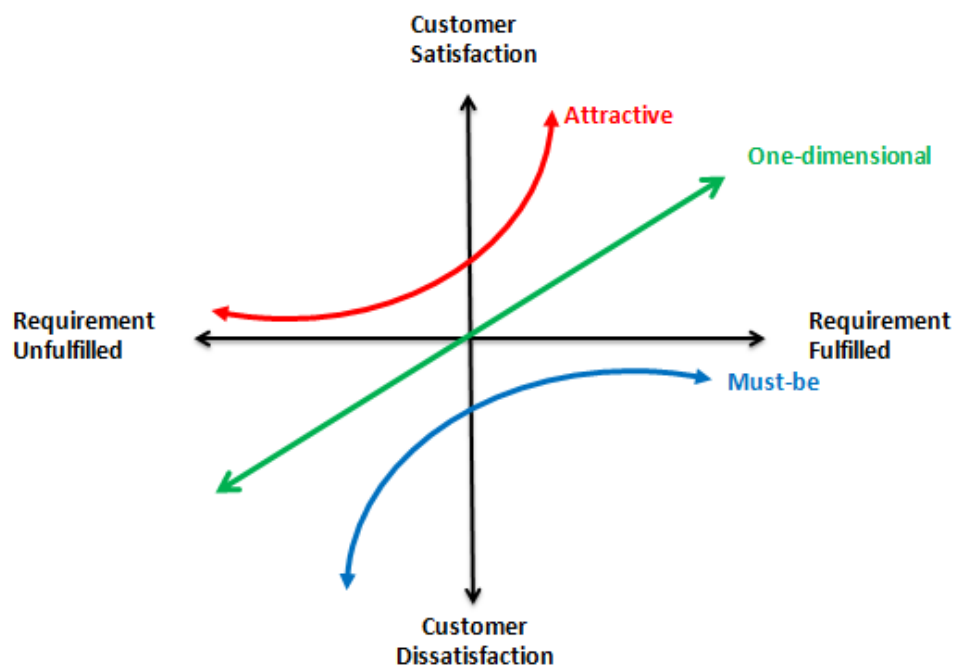 Customer
Satisfaction
Attractive
One-dimensional
Requirement
Unfulfilled
Requirement
Fulfilled
Must-be
Customer
Dissatisfaction